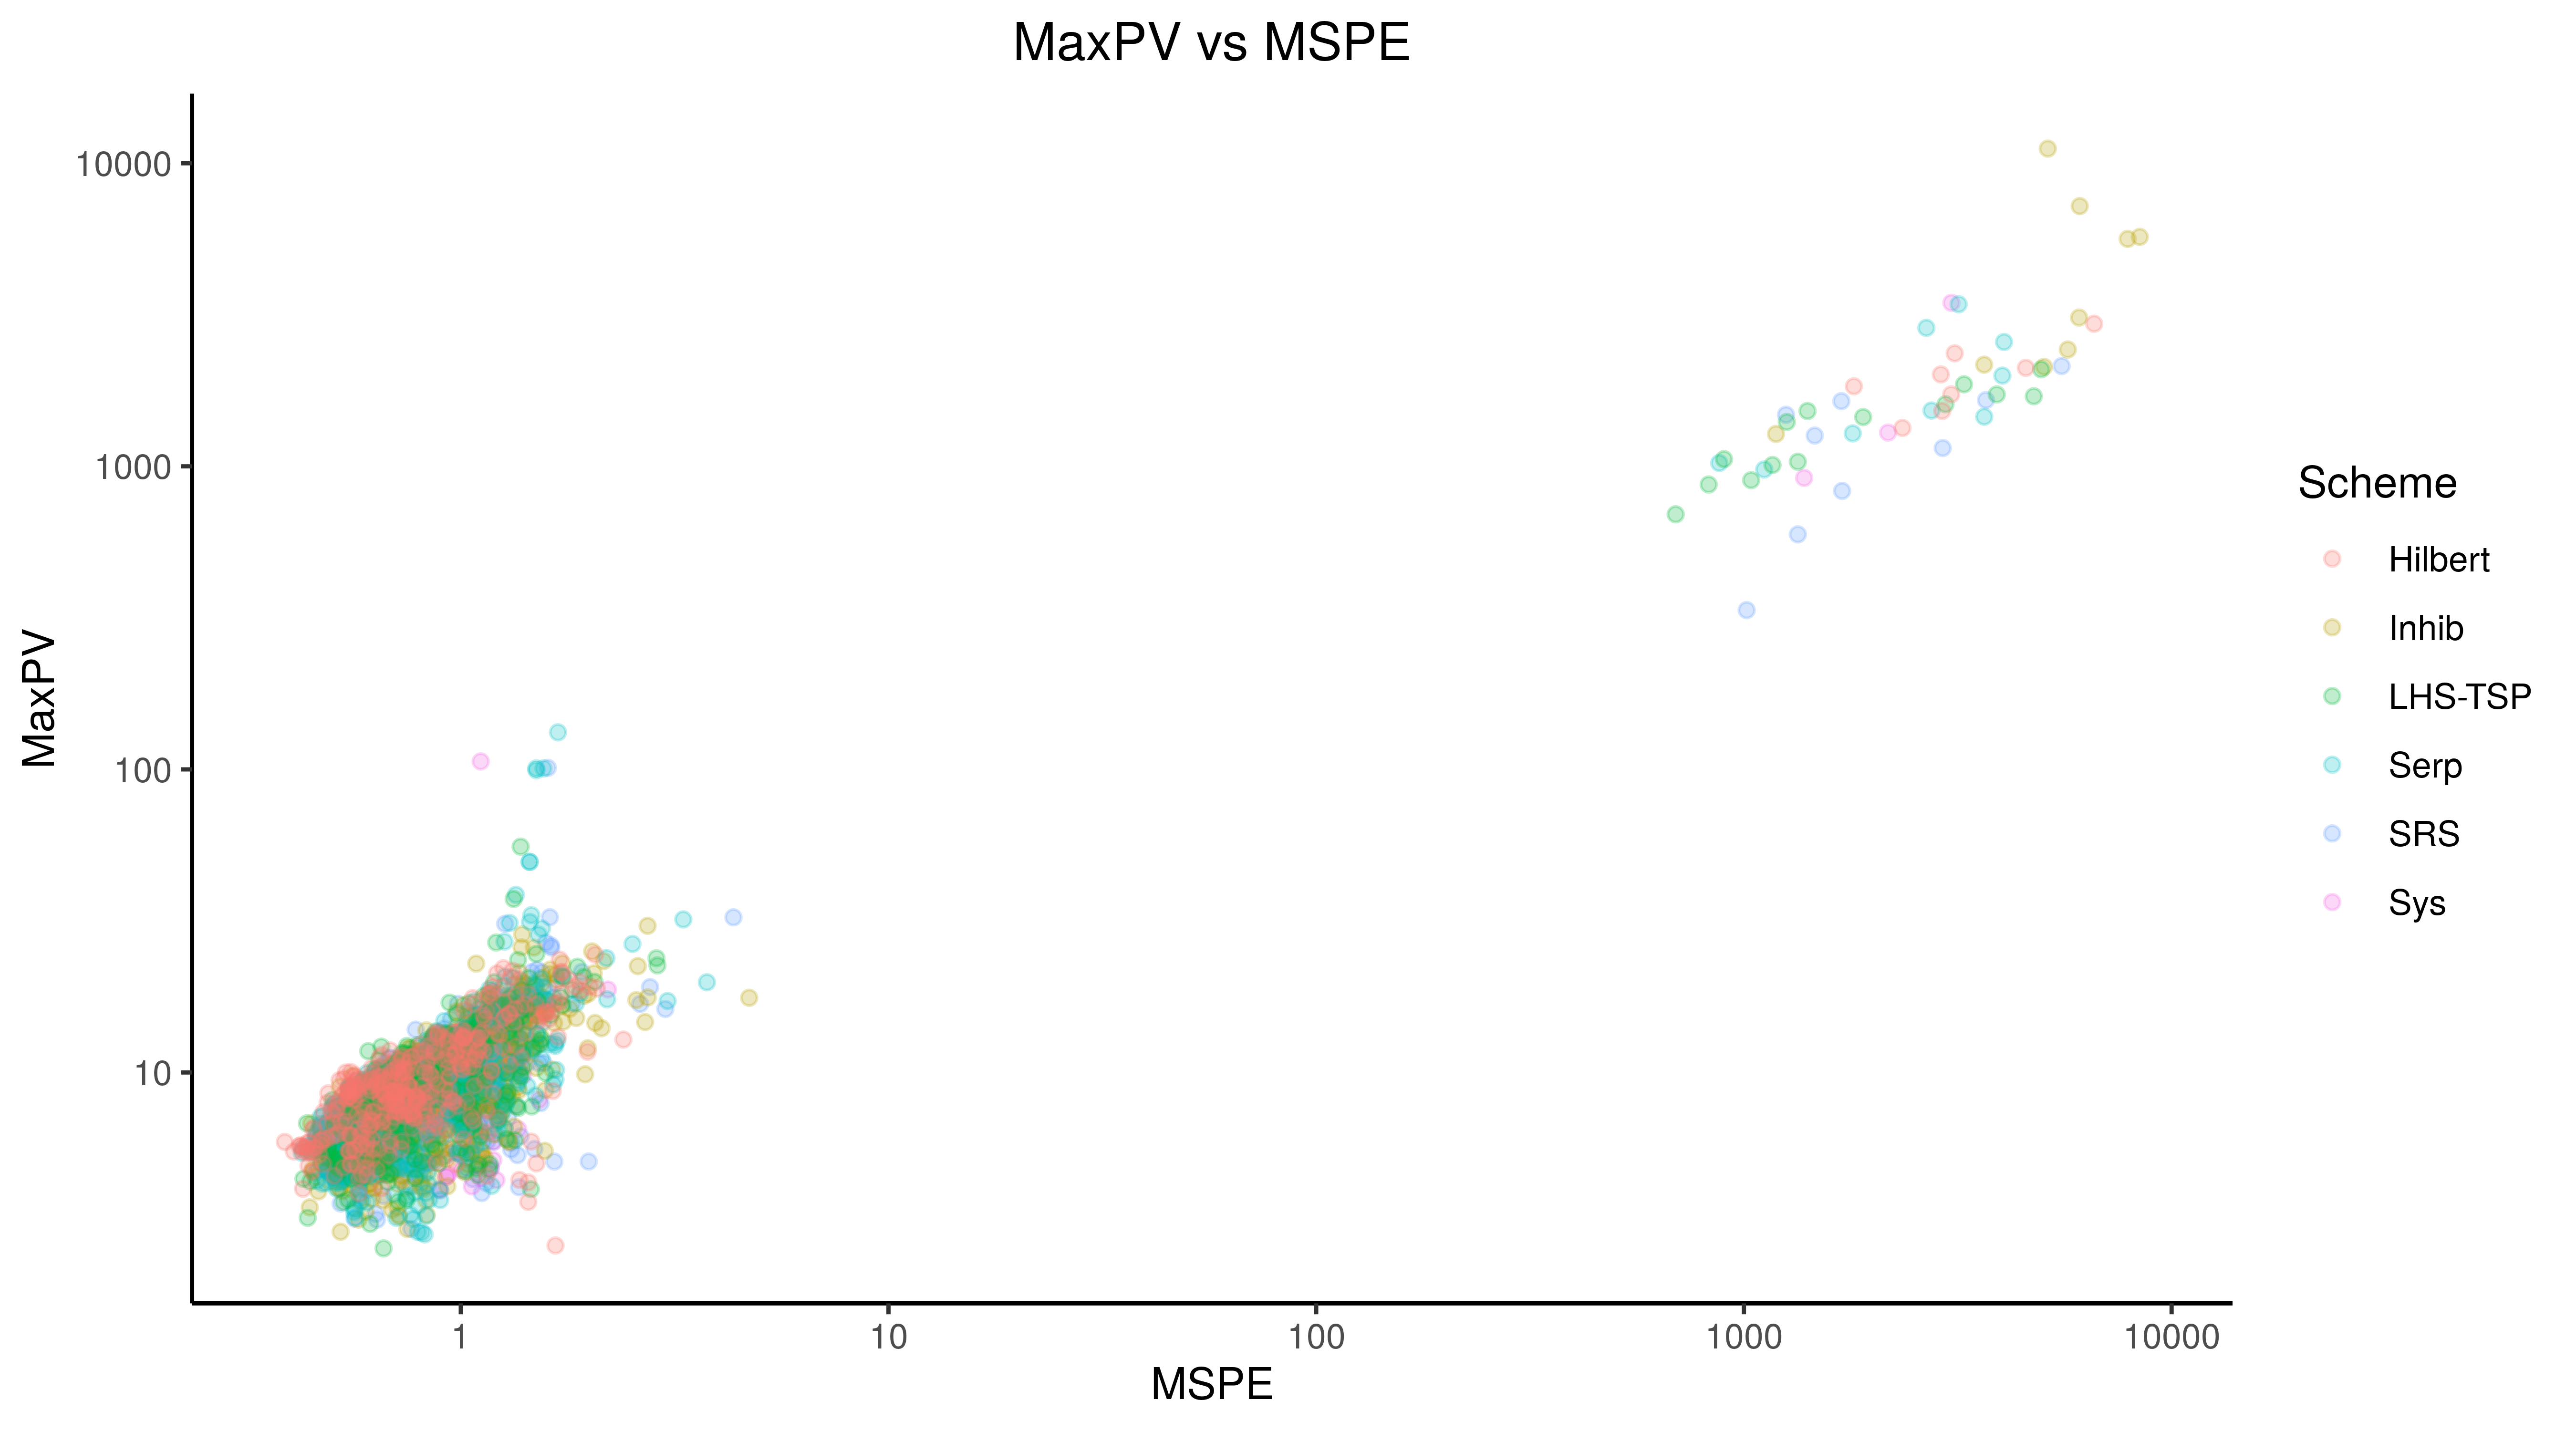 MaxPV vs MSPE
MaxPV
10000
1000
100
10
1
10
100
1000
10000
MSPE
Scheme
Hilbert
Inhib
LHS-TSP
Serp
SRS
Sys